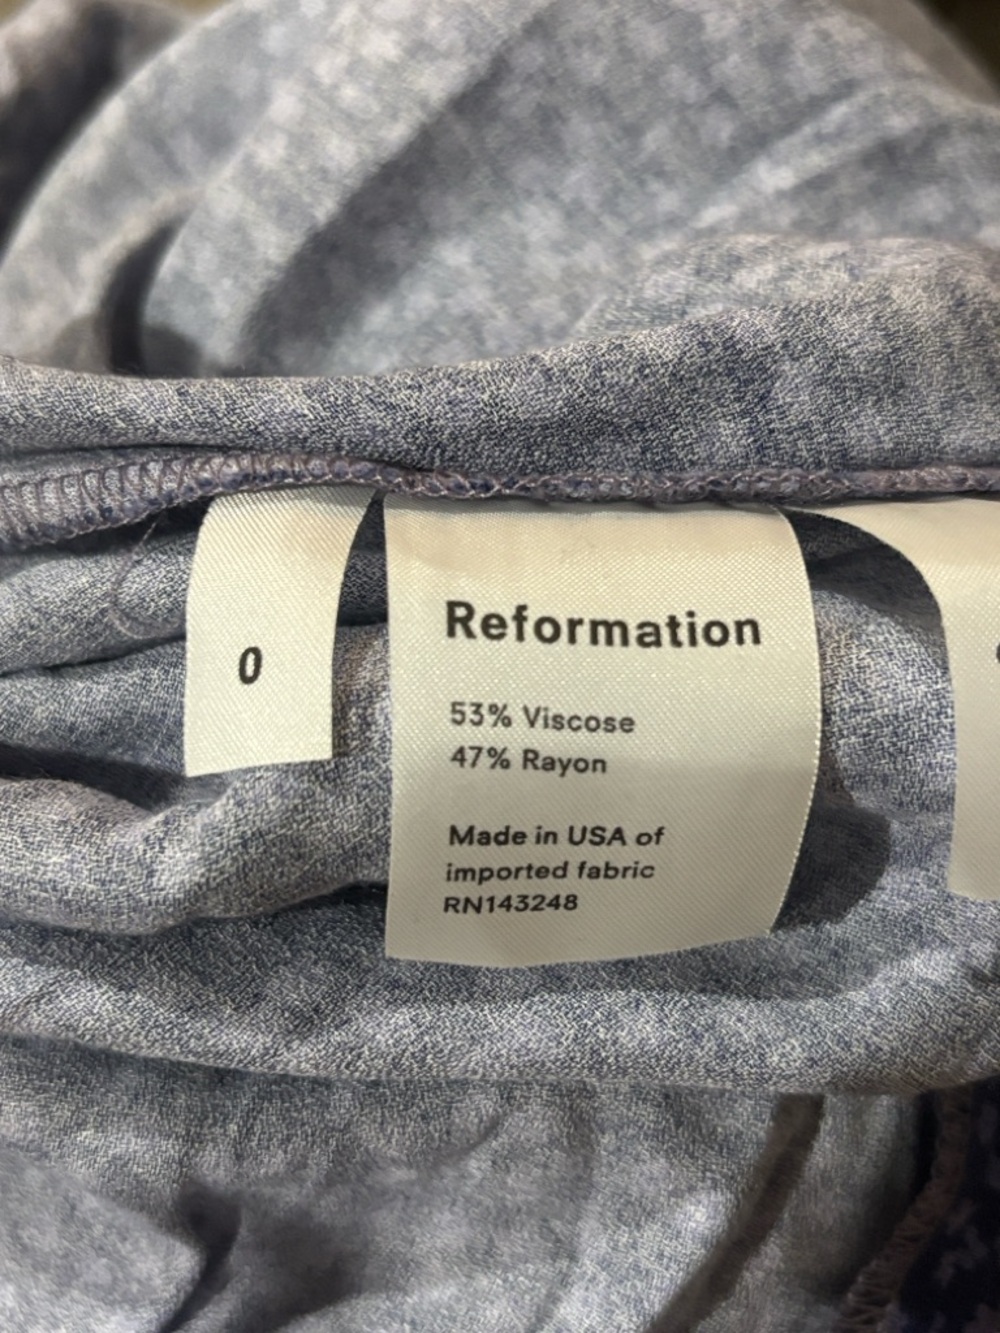 0
Reformation
53% Viscose
47% Rayon
Made in USA of
imported fabric
RN143248